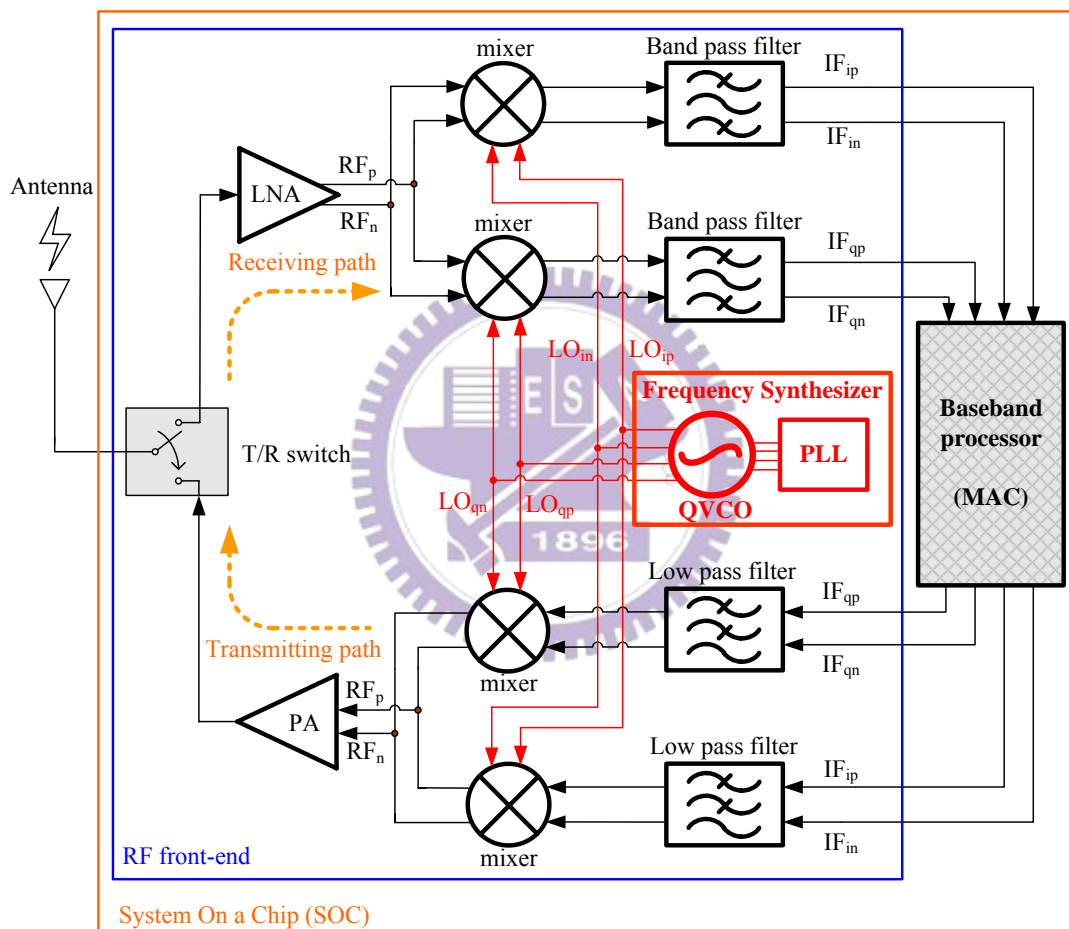 mixer
Band pass filter
IFip
IFin
Antenna
LNA
RFp
RFn
mixer
Band pass filter
IFqp
IFqn
Receiving path
LOin
LOip
Frequency Synthesizer
PLL
QVCO
Baseband
processor
(MAC)
T/R switch
LOqn
LOqp
E S
1896
Low pass filter
IFqp
IFqn
Transmitting path
mixer
PA
RFp
RFn
Low pass filter
IFip
IFin
mixer
RF front-end
System On a Chip (SOC)